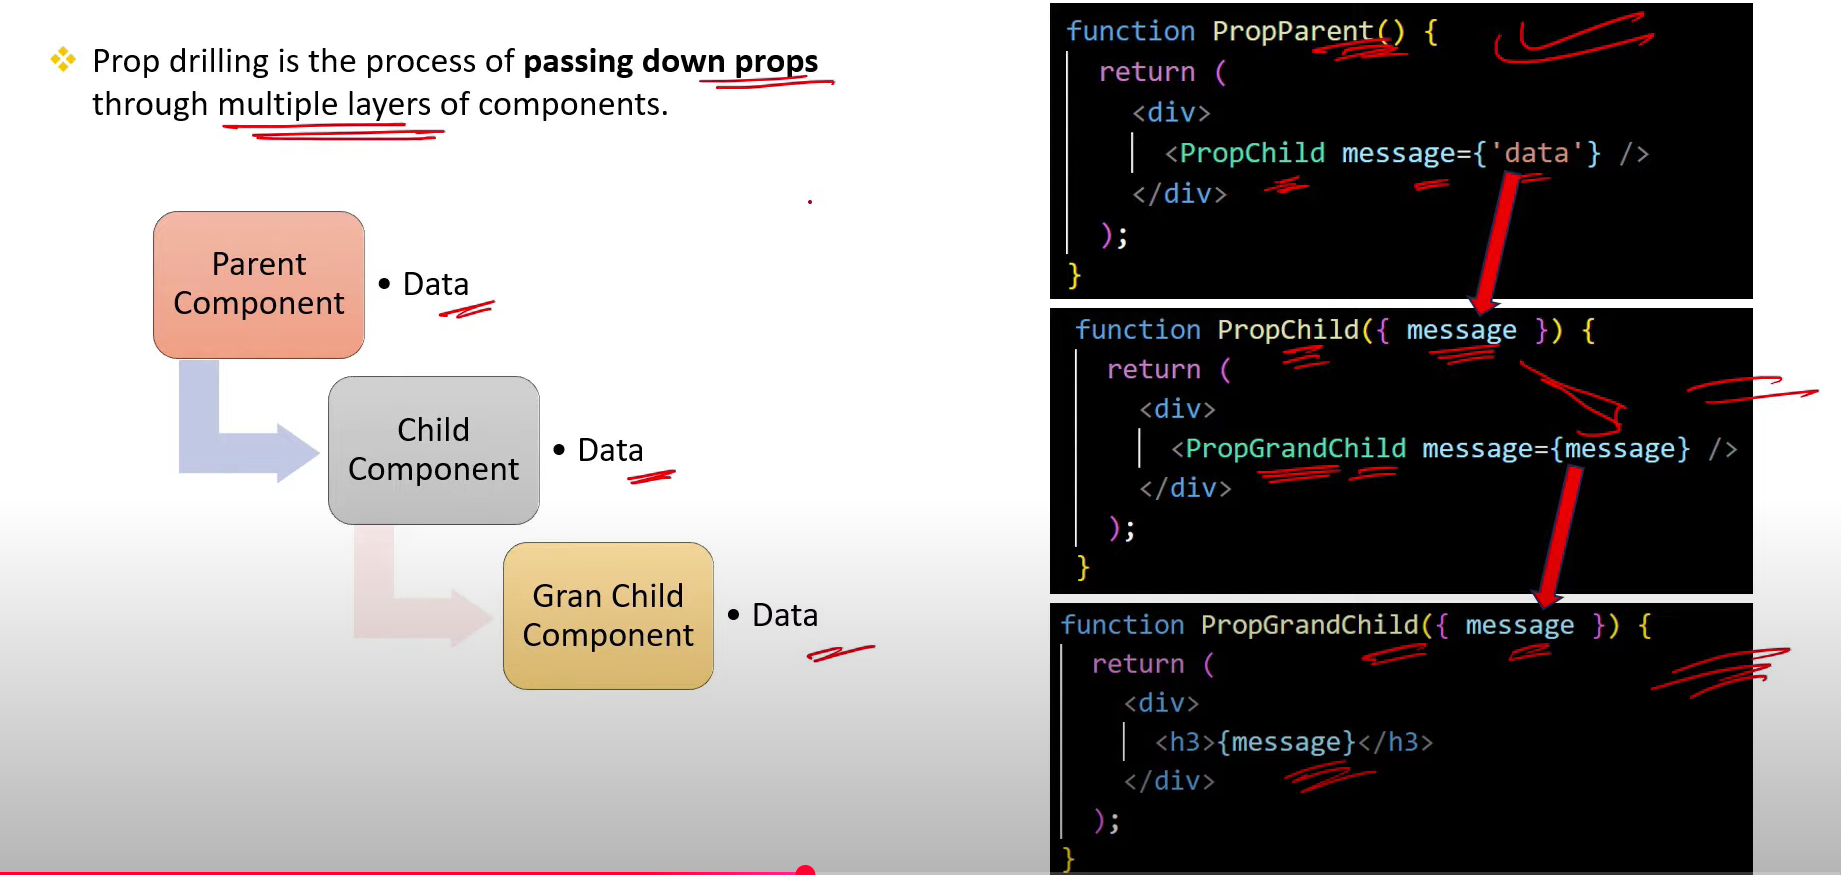 Prop drilling is the process of passing down props
through multiple layers of components.
Parent
Component
• Data
Child
Component
• Data
Gran Child
Component
• Data
function PropParent() {
return (
<div>
<PropChild message={'data'} />
</div>
);
}
function PropChild({ message }) {
return (
<div>
<PropGrandChild message={message} />
</div>
);
}
function PropGrandChild({ message }) {
return (
<div>
<h3>{message}</h3>
</div>
);
}